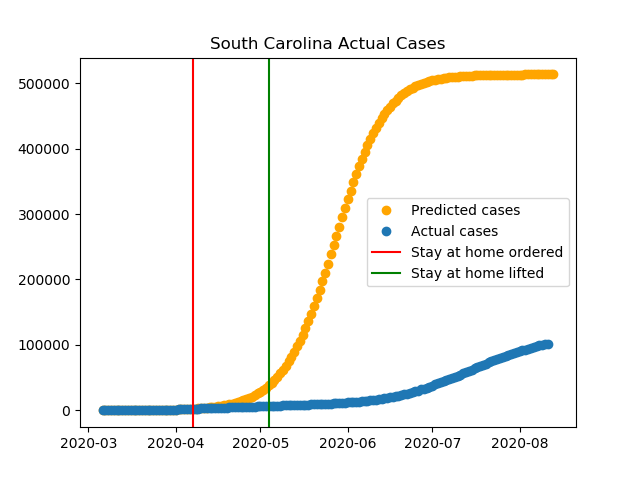 South Carolina Actual Cases
500000
400000
300000
200000
100000
0
Predicted cases
Actual cases
Stay at home ordered
Stay at home lifted
2020-03 2020-04 2020-05 2020-06 2020-07 2020-08